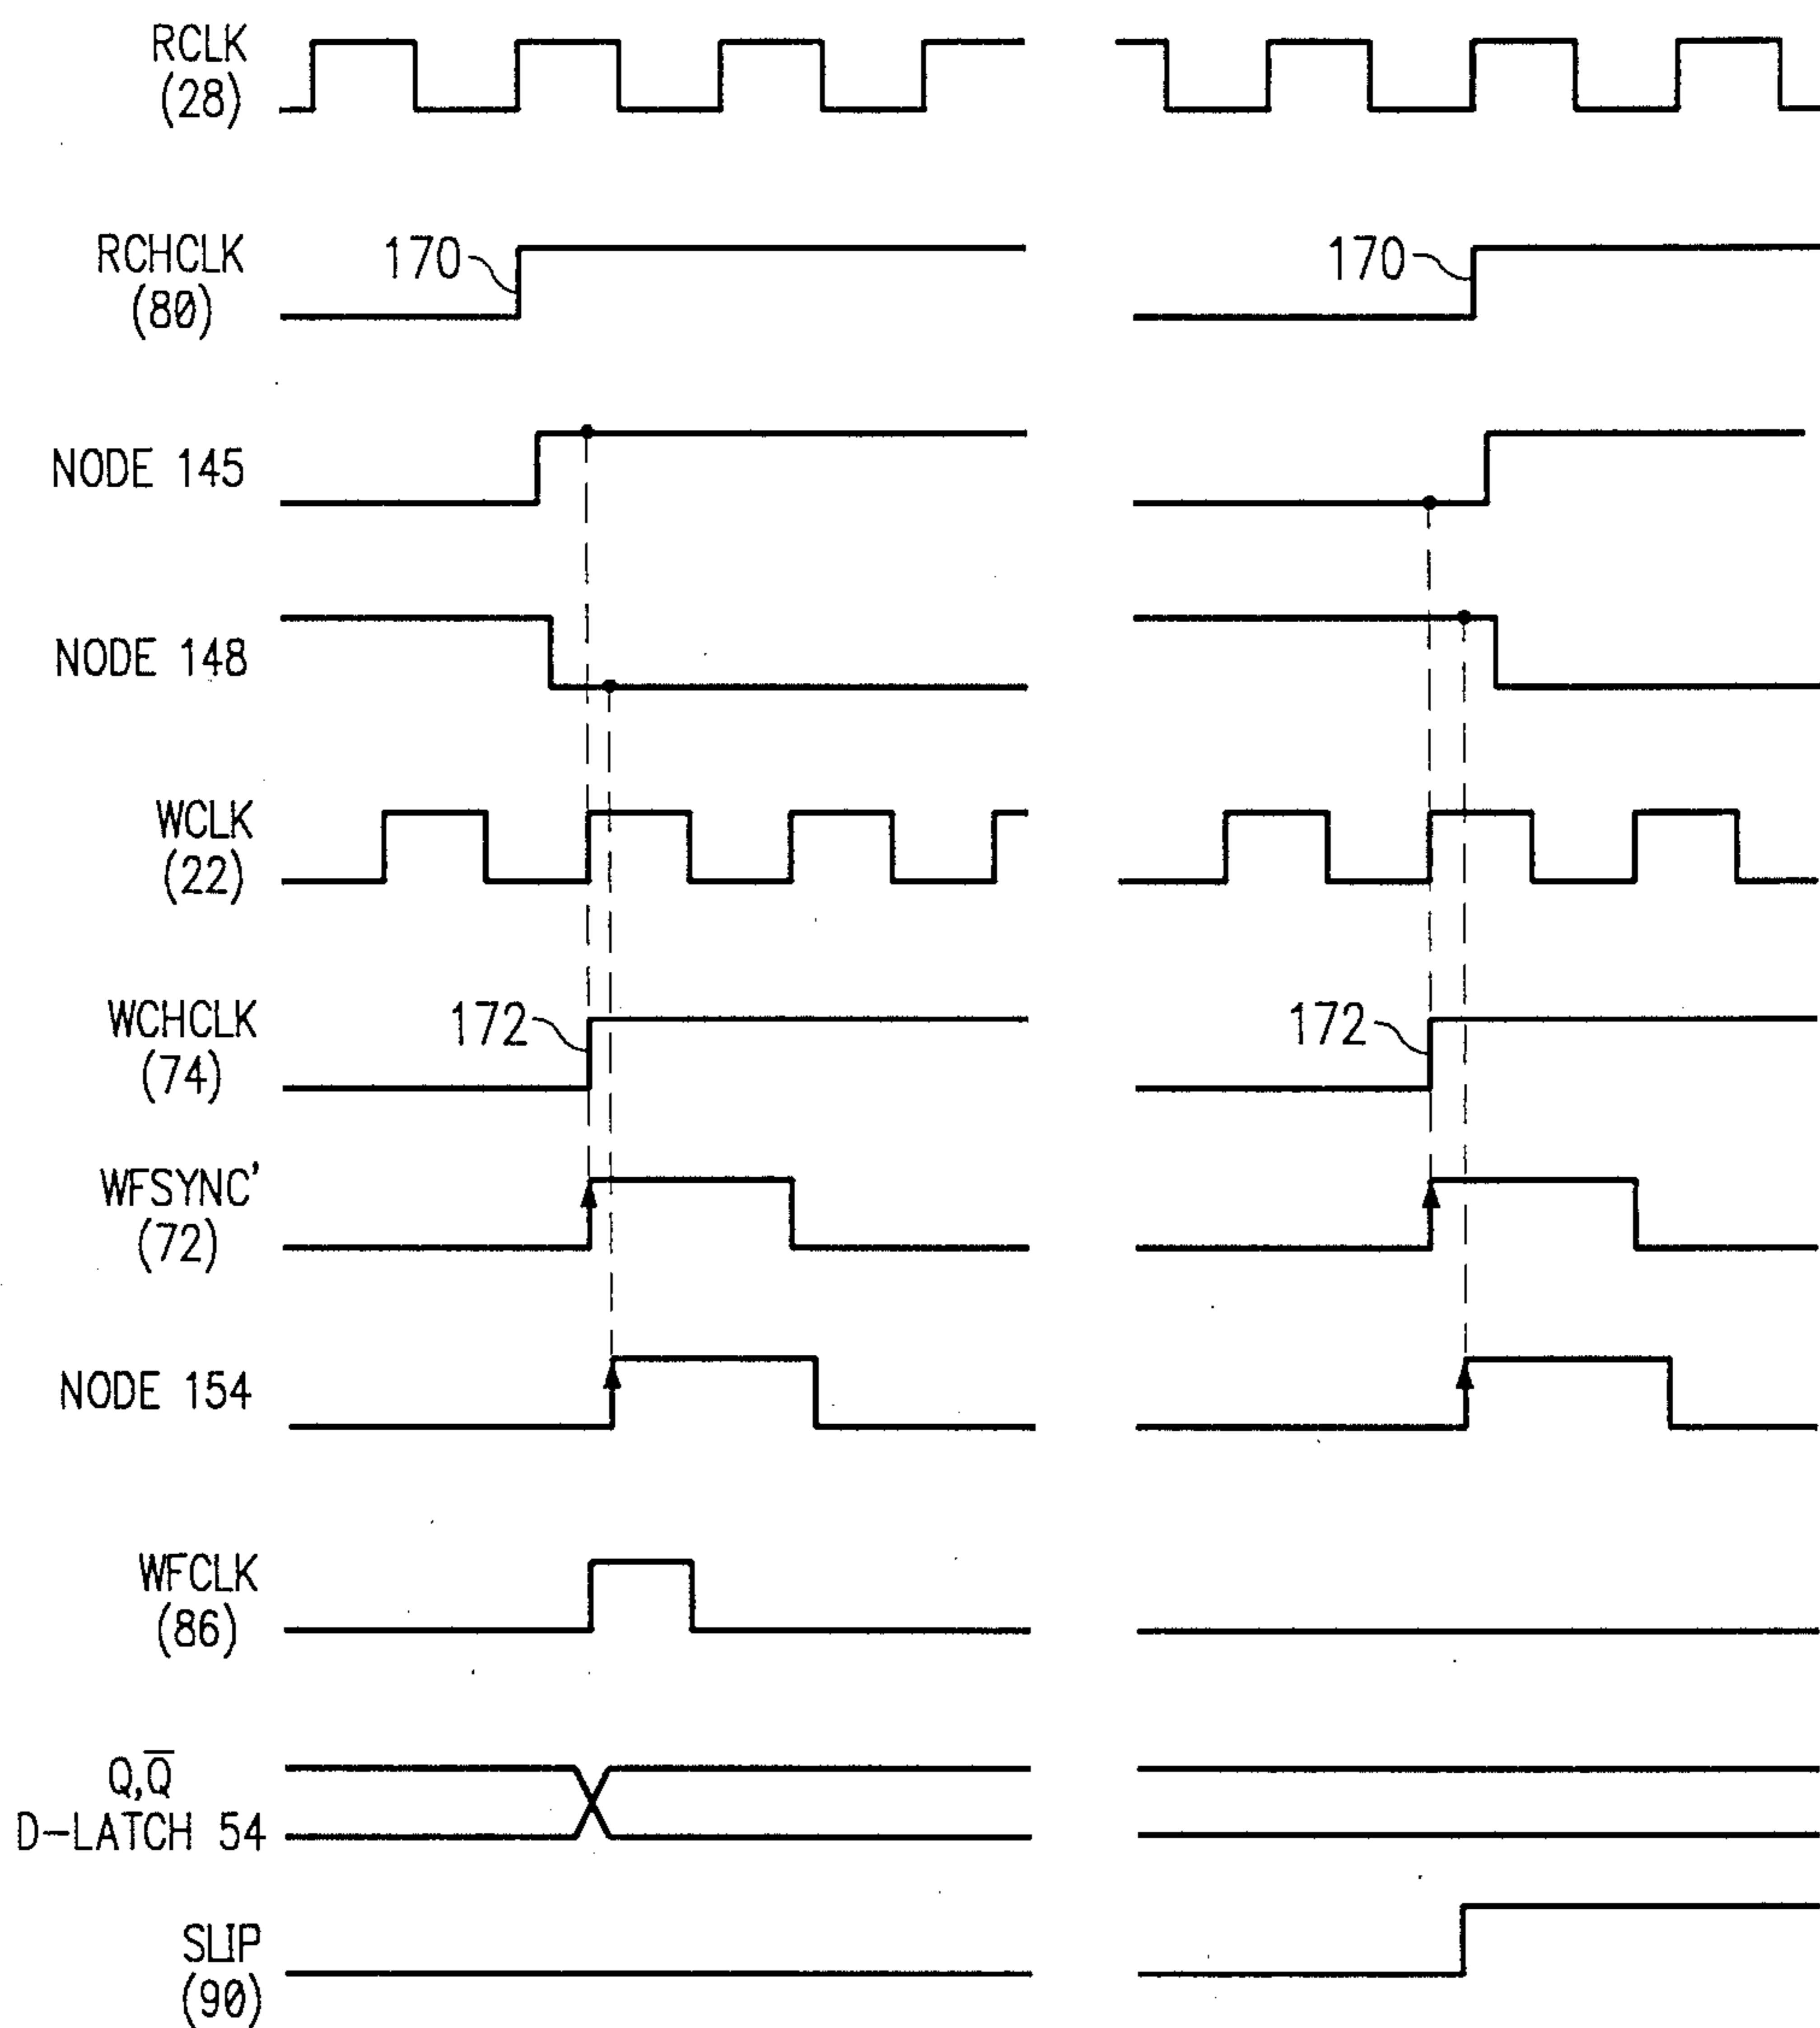 RCLK
(28)
RCHCLK
(80)
170
170
NODE 145
NODE 148
WCLK
(22)
WCHCLK
(74)
172
172
WFSYNC'
(72)
NODE 154
WFCLK
(86)
Q,Q̅
D-LATCH 54
SLIP
(90)